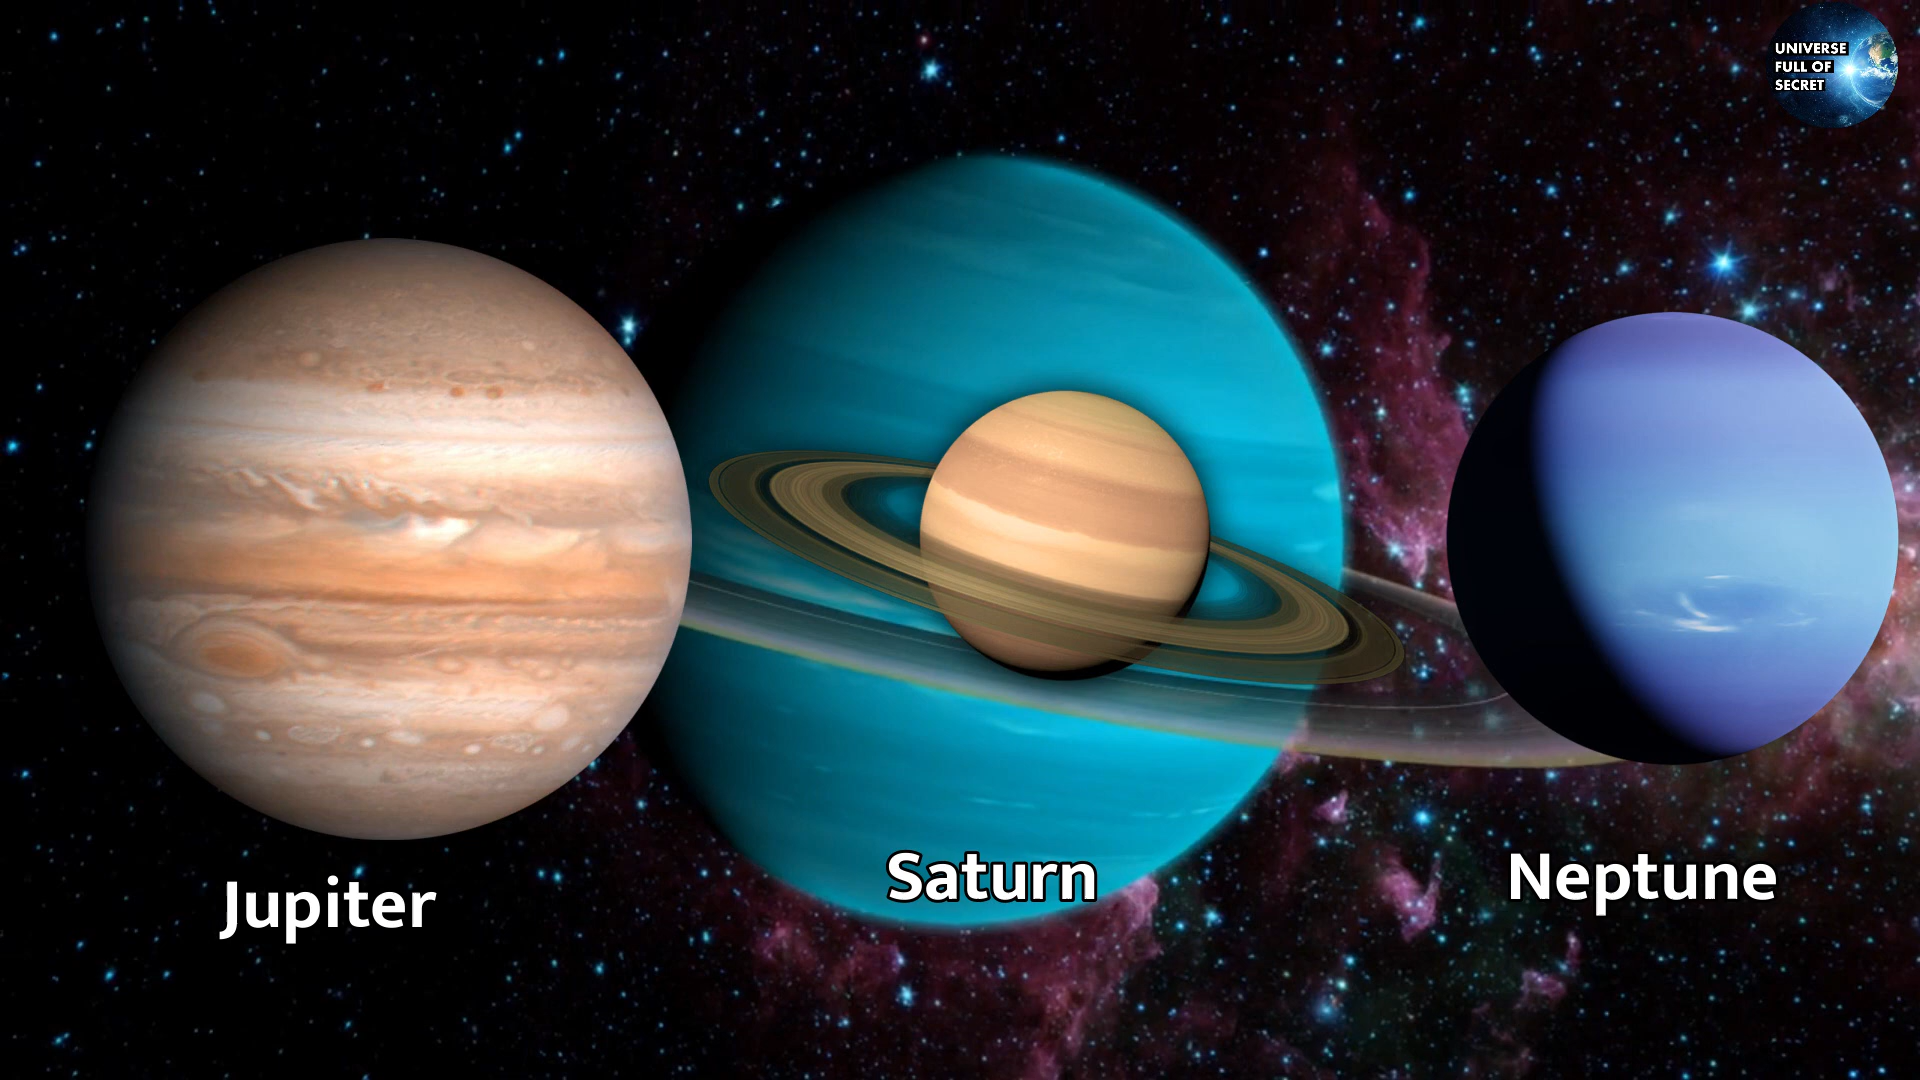 UNIVERSE
FULL OF
SECRET
Jupiter
Saturn
Neptune